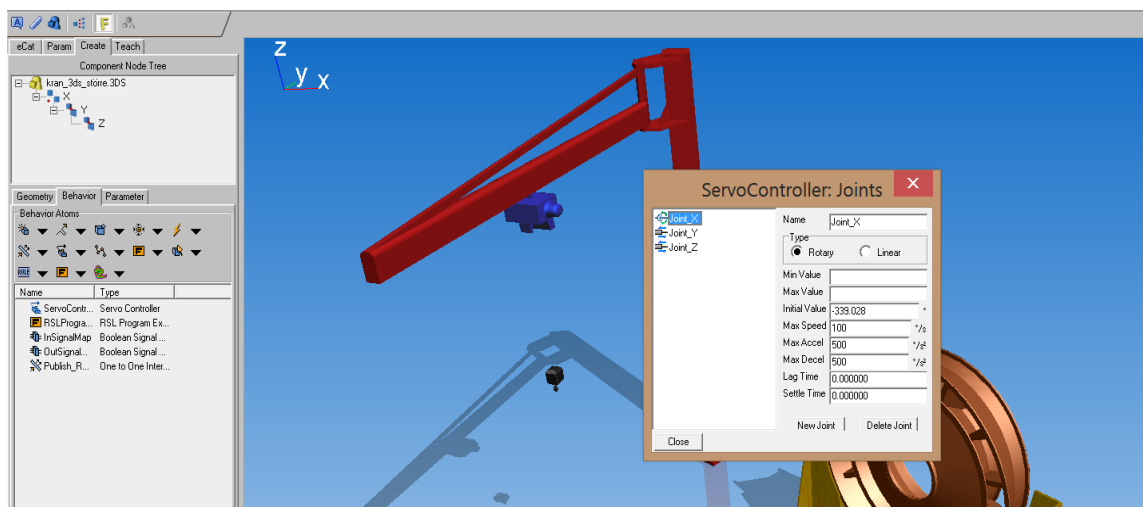 eCat Param Create Teach
Component Node Tree
kran_3ds_större.3DS
X
Y
Z
Geometry Behavior Parameter
Behavior Atoms
RULE
Name Type
ServoContr... Servo Controller
RSLProgra... RSL Program Ex...
InSignalMap Boolean Signal ...
OutSignal... Boolean Signal ...
Publish_R... One to One Inter...
Z
y
X
ServoController: Joints
Joint_X
Joint_Y
Joint_Z
Name Joint_X
Type
Rotary Linear
Min Value
Max Value
Initial Value -339.028 °
Max Speed 100 °/s
Max Accel 500 °/s²
Max Decel 500 °/s²
Lag Time 0.000000
Settle Time 0.000000
New Joint Delete Joint
Close